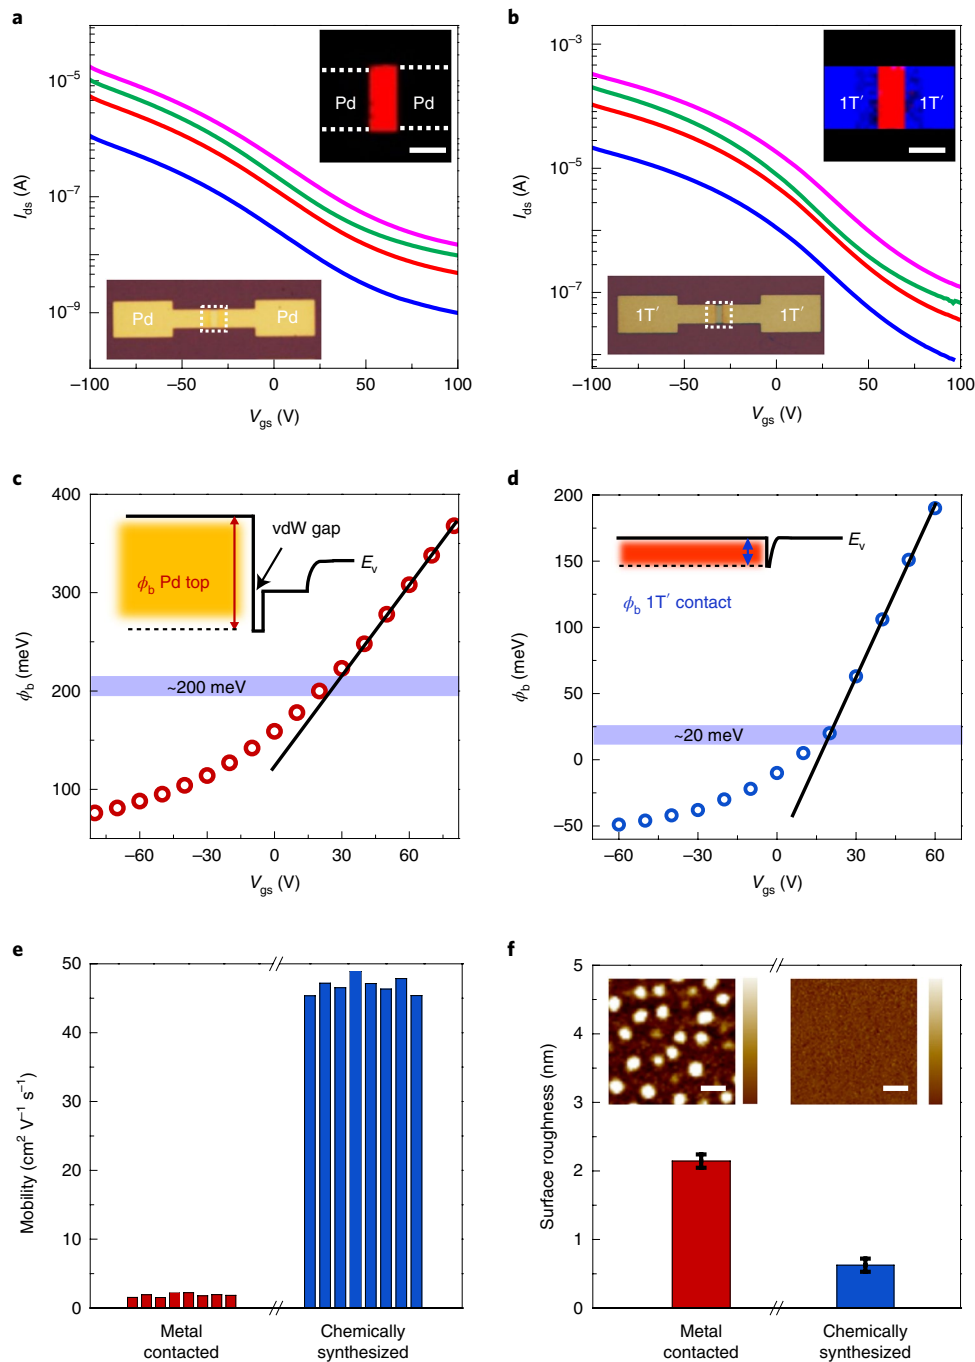 a
10⁻⁵
10⁻⁷
10⁻⁹
I_ds (A)
Pd
Pd
Pd
Pd
−100
−50
0
50
100
V_gs (V)
b
10⁻³
10⁻⁵
10⁻⁷
I_ds (A)
1T′
1T′
1T′
1T′
−100
−50
0
50
100
V_gs (V)
c
400
300
200
100
ϕ_b (meV)
vdW gap
E_v
ϕ_b Pd top
~200 meV
−60
−30
0
30
60
V_gs (V)
d
200
150
100
50
0
−50
ϕ_b (meV)
E_v
ϕ_b 1T′ contact
~20 meV
−60
−30
0
30
60
V_gs (V)
e
50
40
30
20
10
0
Mobility (cm² V⁻¹ s⁻¹)
Metal
contacted
Chemically
synthesized
f
5
4
3
2
1
0
Surface roughness (nm)
Metal
contacted
Chemically
synthesized